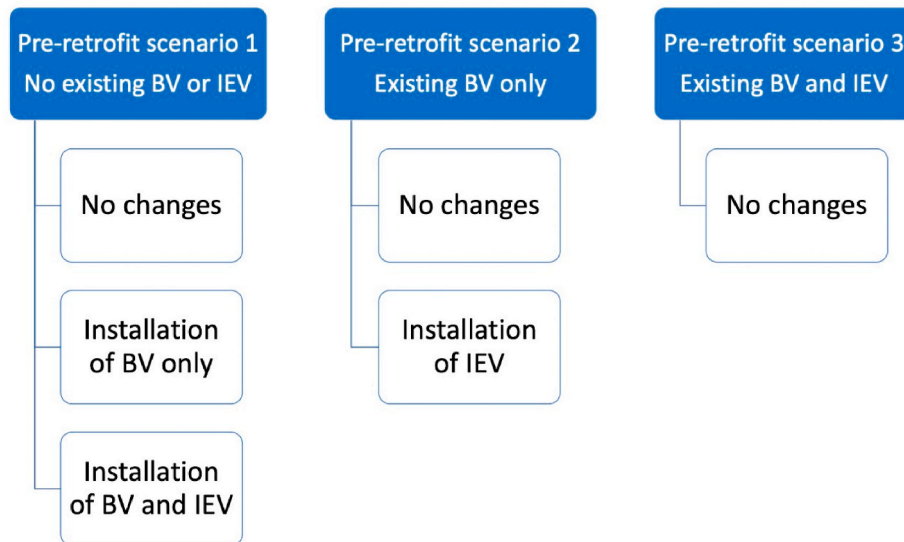 Pre-retrofit scenario 1
No existing BV or IEV
No changes
Installation
of BV only
Installation
of BV and IEV
Pre-retrofit scenario 2
Existing BV only
No changes
Installation
of IEV
Pre-retrofit scenario 3
Existing BV and IEV
No changes